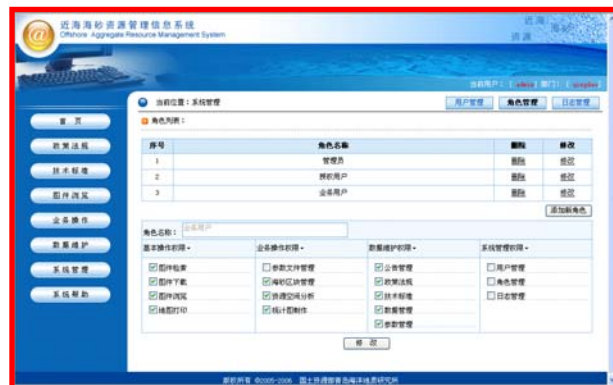 近海海砂资源管理信息系统
Offshore Aggregate Resource Management System
近海 海砂
资源
当前用户：[ admin ] 部门：[ qingdao ]
当前位置：系统管理
用户管理 角色管理 日志管理
首 页
政策法规
技术标准
图件浏览
业务操作
数据维护
系统管理
系统帮助
角色列表：
序号 角色名称 删除 修改
1 管理员 删除 修改
2 授权用户 删除 修改
3 业务用户 删除 修改
添加新角色
角色名称： 业务用户
基本操作权限 业务操作权限 数据维护权限 系统管理权限
图件检索 参数文件管理 公告管理 用户管理
图件下载 海砂区块管理 政策法规 角色管理
图件浏览 资源空间分析 技术标准 日志管理
地图打印 统计图制作 数据管理
参数管理
修 改
版权所有 ©2005-2006 国土资源部青岛海洋地质研究所